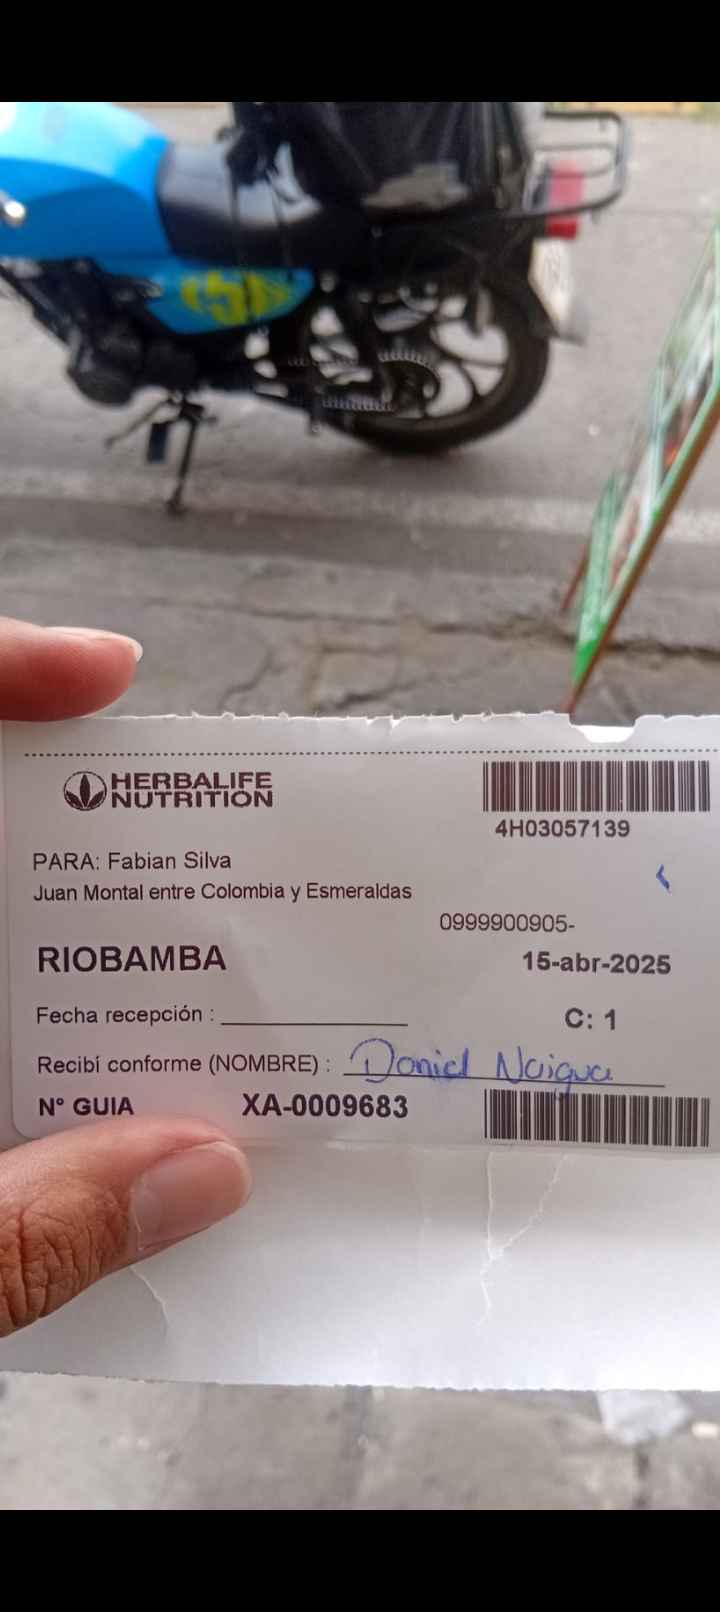 HERBALIFE
NUTRITION
4H03057139
PARA: Fabian Silva
Juan Montal entre Colombia y Esmeraldas
0999900905-
RIOBAMBA
15-abr-2025
Fecha recepción :
C: 1
Recibí conforme (NOMBRE) : Daniel Naigua
N° GUIA XA-0009683